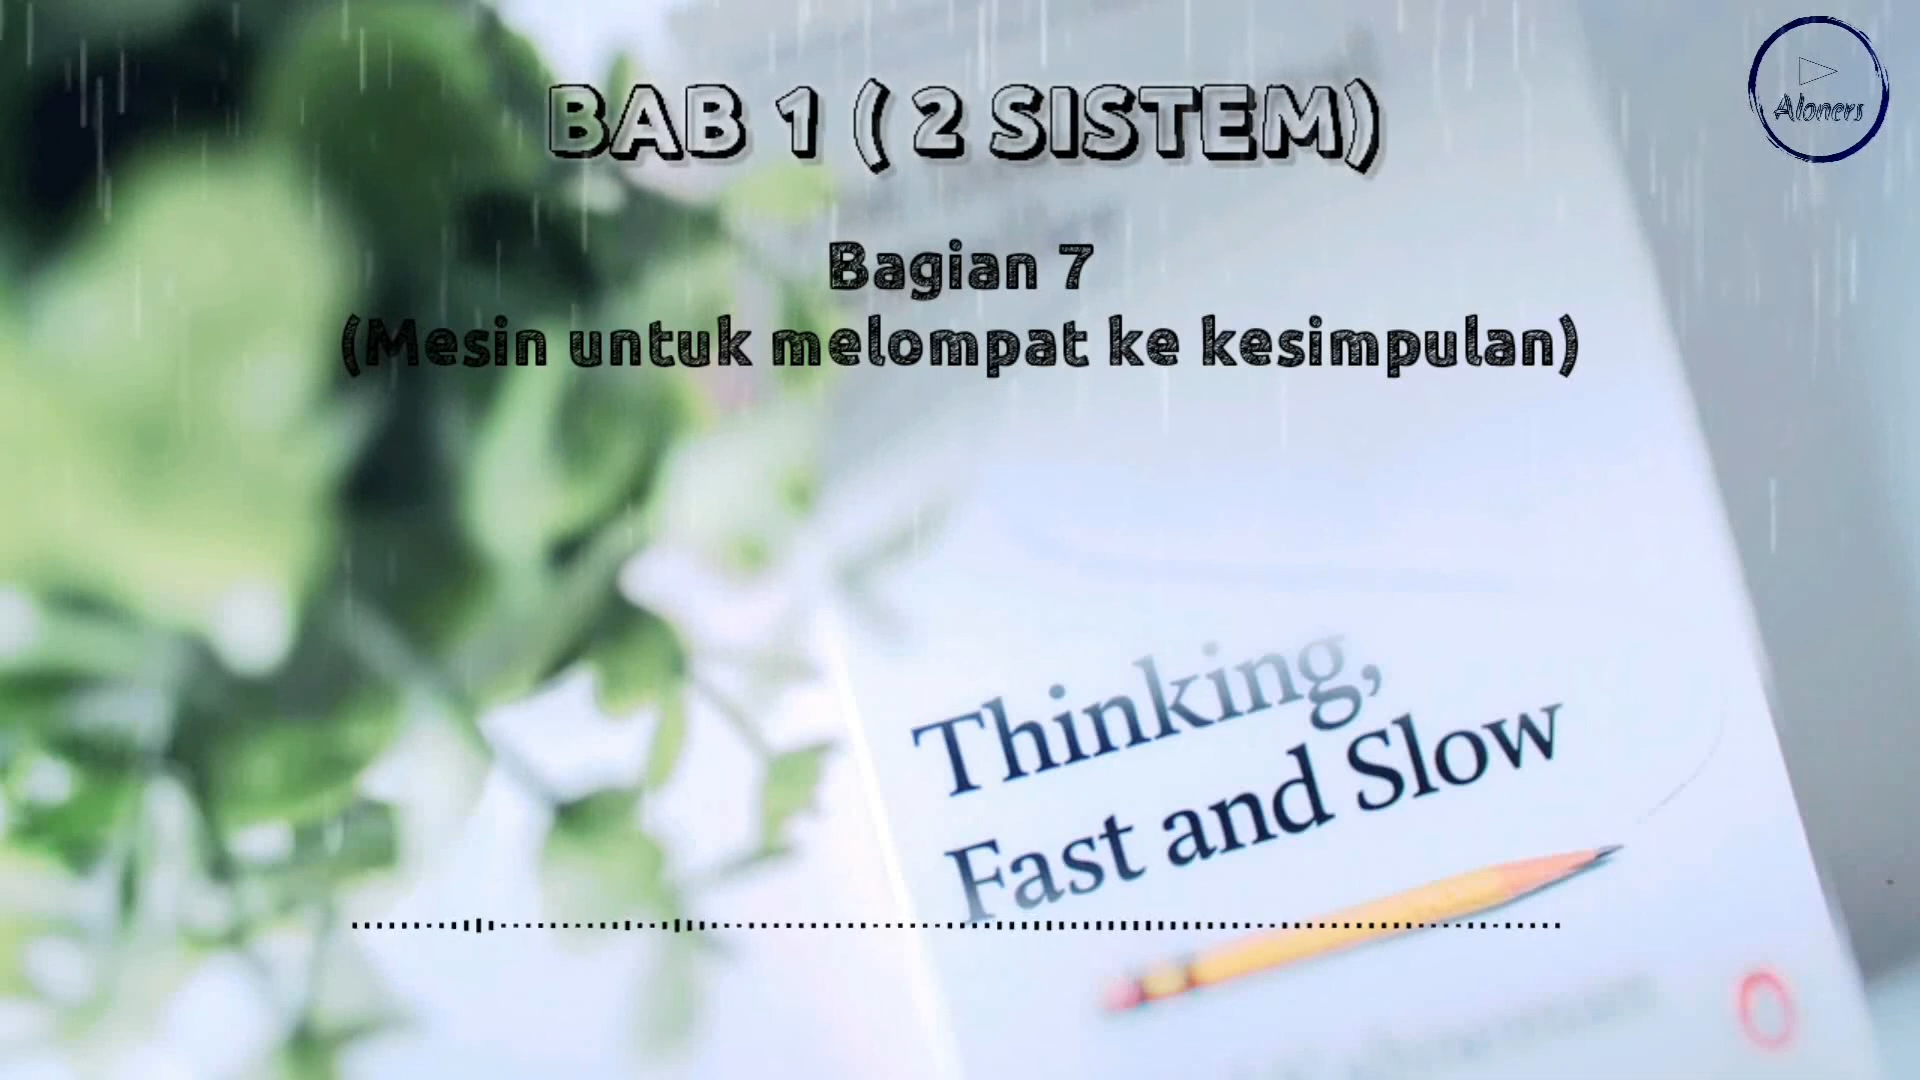 BAB 1 ( 2 SISTEM)
Aloners
Bagian 7
(Mesin untuk melompat ke kesimpulan)
Thinking,
Fast and Slow